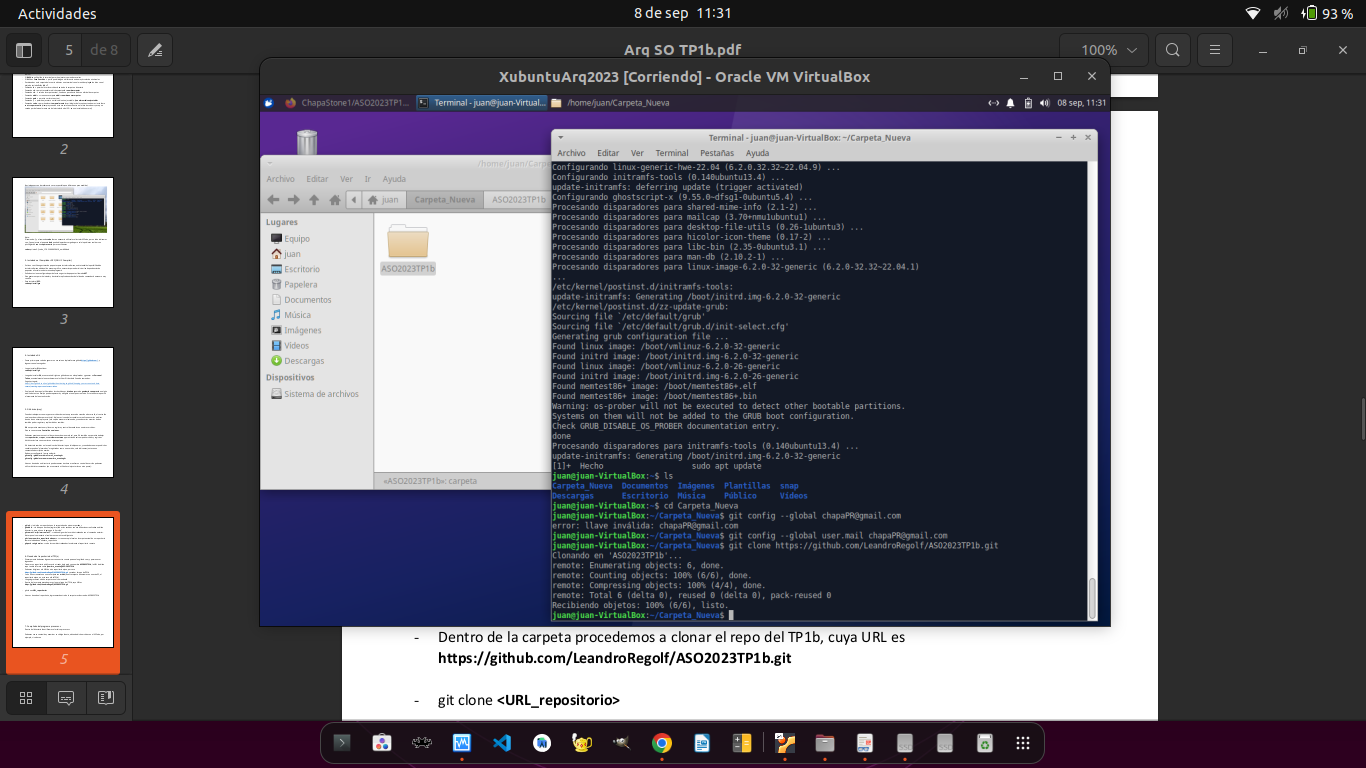 Actividades
8 de sep 11:31
93 %
5 de 8
Arq SO TP1b.pdf
100%
2
3
4
5
XubuntuArq2023 [Corriendo] - Oracle VM VirtualBox
ChapaStone1/ASO2023TP1...
Terminal - juan@juan-Virtual...
/home/juan/Carpeta_Nueva
08 sep, 11:31
/home/juan/Carpe
Archivo Editar Ver Ir Ayuda
juan Carpeta_Nueva ASO2023TP1b
Lugares
Equipo
juan
Escritorio
Papelera
Documentos
Música
Imágenes
Vídeos
Descargas
Dispositivos
Sistema de archivos
ASO2023TP1b
«ASO2023TP1b»: carpeta
Terminal - juan@juan-VirtualBox: ~/Carpeta_Nueva
Archivo Editar Ver Terminal Pestañas Ayuda
Configurando linux-generic-hwe-22.04 (6.2.0.32.32~22.04.9) ...
Configurando initramfs-tools (0.140ubuntu13.4) ...
update-initramfs: deferring update (trigger activated)
Configurando ghostscript-x (9.55.0~dfsg1-0ubuntu5.4) ...
Procesando disparadores para shared-mime-info (2.1-2) ...
Procesando disparadores para mailcap (3.70+nmu1ubuntu1) ...
Procesando disparadores para desktop-file-utils (0.26-1ubuntu3) ...
Procesando disparadores para hicolor-icon-theme (0.17-2) ...
Procesando disparadores para libc-bin (2.35-0ubuntu3.1) ...
Procesando disparadores para man-db (2.10.2-1) ...
Procesando disparadores para linux-image-6.2.0-32-generic (6.2.0-32.32~22.04.1)
...
/etc/kernel/postinst.d/initramfs-tools:
update-initramfs: Generating /boot/initrd.img-6.2.0-32-generic
/etc/kernel/postinst.d/zz-update-grub:
Sourcing file `/etc/default/grub'
Sourcing file `/etc/default/grub.d/init-select.cfg'
Generating grub configuration file ...
Found linux image: /boot/vmlinuz-6.2.0-32-generic
Found initrd image: /boot/initrd.img-6.2.0-32-generic
Found linux image: /boot/vmlinuz-6.2.0-26-generic
Found initrd image: /boot/initrd.img-6.2.0-26-generic
Found memtest86+ image: /boot/memtest86+.elf
Found memtest86+ image: /boot/memtest86+.bin
Warning: os-prober will not be executed to detect other bootable partitions.
Systems on them will not be added to the GRUB boot configuration.
Check GRUB_DISABLE_OS_PROBER documentation entry.
done
Procesando disparadores para initramfs-tools (0.140ubuntu13.4) ...
update-initramfs: Generating /boot/initrd.img-6.2.0-32-generic
[1]+ Hecho sudo apt update
juan@juan-VirtualBox:~$ ls
Carpeta_Nueva Documentos Imágenes Plantillas snap
Descargas Escritorio Música Público Vídeos
juan@juan-VirtualBox:~$ cd Carpeta_Nueva
juan@juan-VirtualBox:~/Carpeta_Nueva$ git config --global chapaPR@gmail.com
error: llave inválida: chapaPR@gmail.com
juan@juan-VirtualBox:~/Carpeta_Nueva$ git config --global user.mail chapaPR@gmail.com
juan@juan-VirtualBox:~/Carpeta_Nueva$ git clone https://github.com/LeandroRegolf/ASO2023TP1b.git
Clonando en 'ASO2023TP1b'...
remote: Enumerating objects: 6, done.
remote: Counting objects: 100% (6/6), done.
remote: Compressing objects: 100% (4/4), done.
remote: Total 6 (delta 0), reused 0 (delta 0), pack-reused 0
Recibiendo objetos: 100% (6/6), listo.
juan@juan-VirtualBox:~/Carpeta_Nueva$
- Dentro de la carpeta procedemos a clonar el repo del TP1b, cuya URL es
https://github.com/LeandroRegolf/ASO2023TP1b.git
- git clone <URL_repositorio>